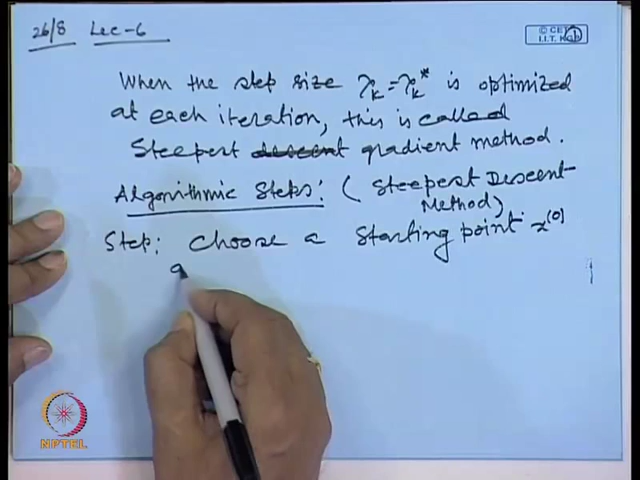 26/8 Lec-6
© CET
I.I.T. KGP
When the step size λₖ=λₖ* is optimized
at each iteration, this is called
Steepest descent gradient method.
Algorithmic Steps: (Steepest Descent
Method)
Step: Choose a starting point x⁽⁰⁾
a
NPTEL